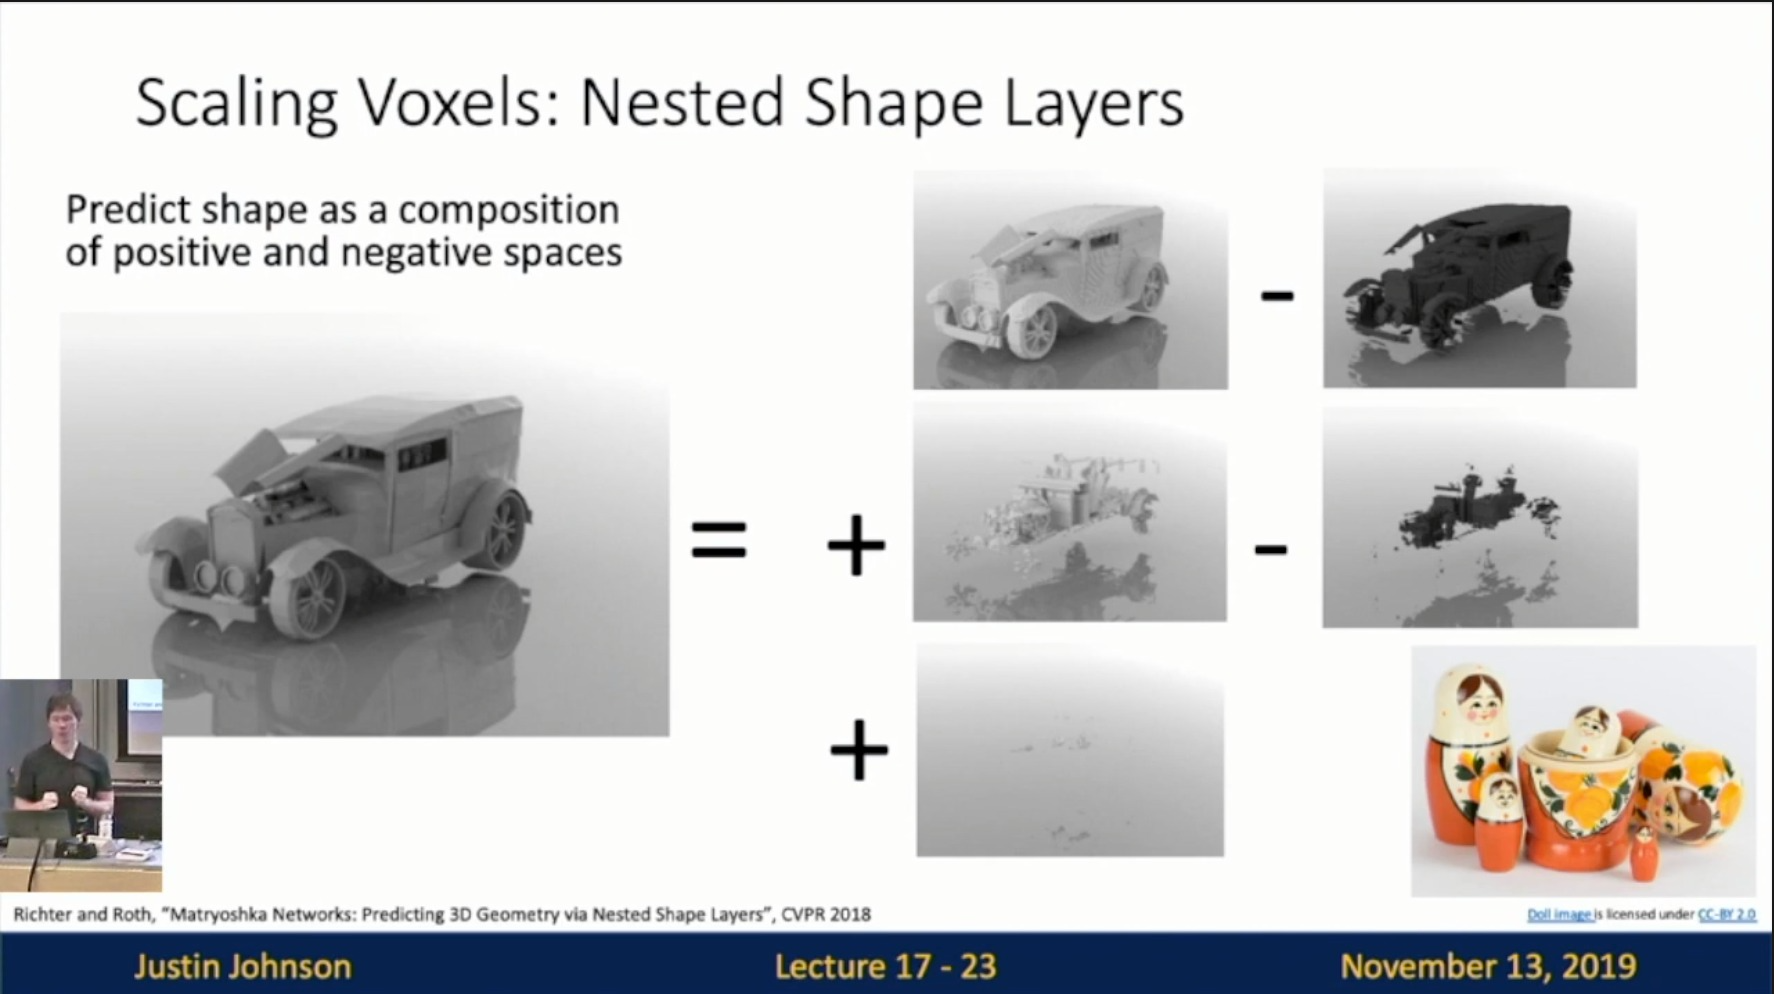 Scaling Voxels: Nested Shape Layers
Predict shape as a composition
of positive and negative spaces
=
-
+
-
+
Richter and Roth, “Matryoshka Networks: Predicting 3D Geometry via Nested Shape Layers”, CVPR 2018
Doll image is licensed under CC-BY 2.0
Justin Johnson
Lecture 17 - 23
November 13, 2019